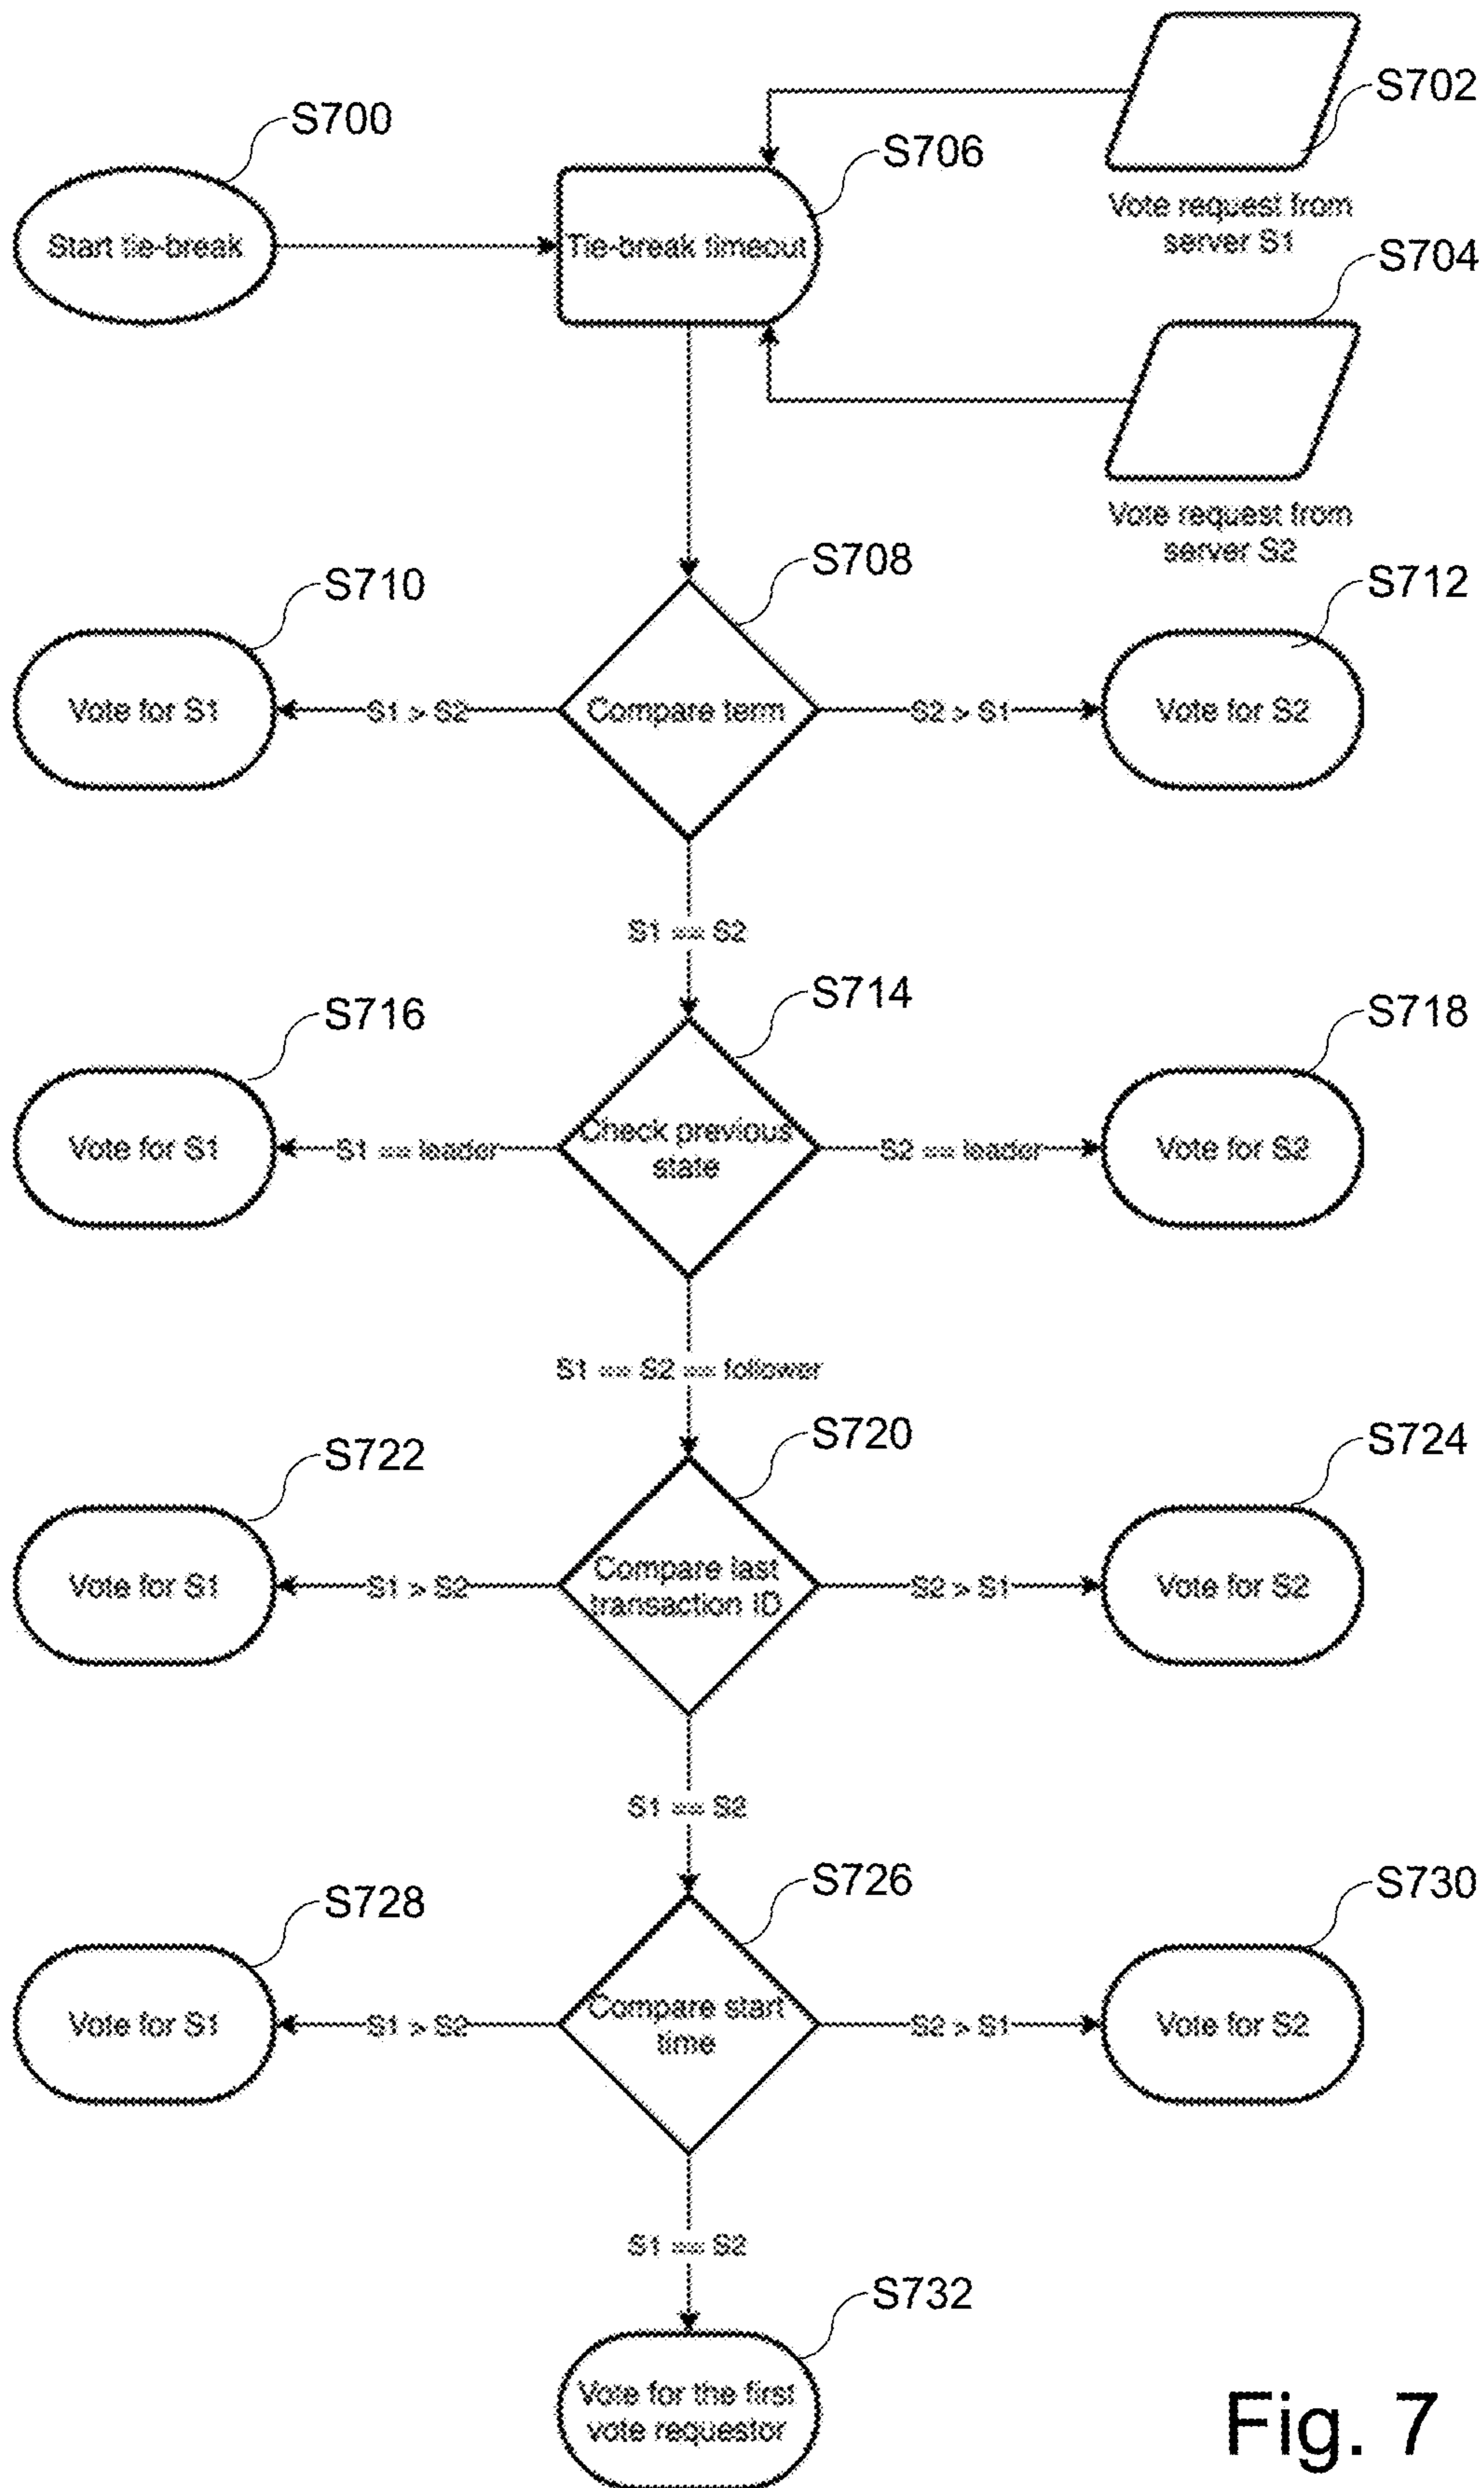 S700
S702
S706
Start tie-break
Tie-break timeout
Vote request from
server S1
S704
Vote request from
server S2
S708
S710
S712
Vote for S1
S1 > S2
Compare term
S2 > S1
Vote for S2
S1 == S2
S714
S716
S718
Vote for S1
S1 == leader
Check previous
state
S2 == leader
Vote for S2
S1 == S2 == follower
S720
S722
S724
Vote for S1
S1 > S2
Compare last
transaction ID
S2 > S1
Vote for S2
S1 == S2
S726
S728
S730
Vote for S1
S1 > S2
Compare start
time
S2 > S1
Vote for S2
S1 == S2
S732
Vote for the first
vote requestor
Fig. 7